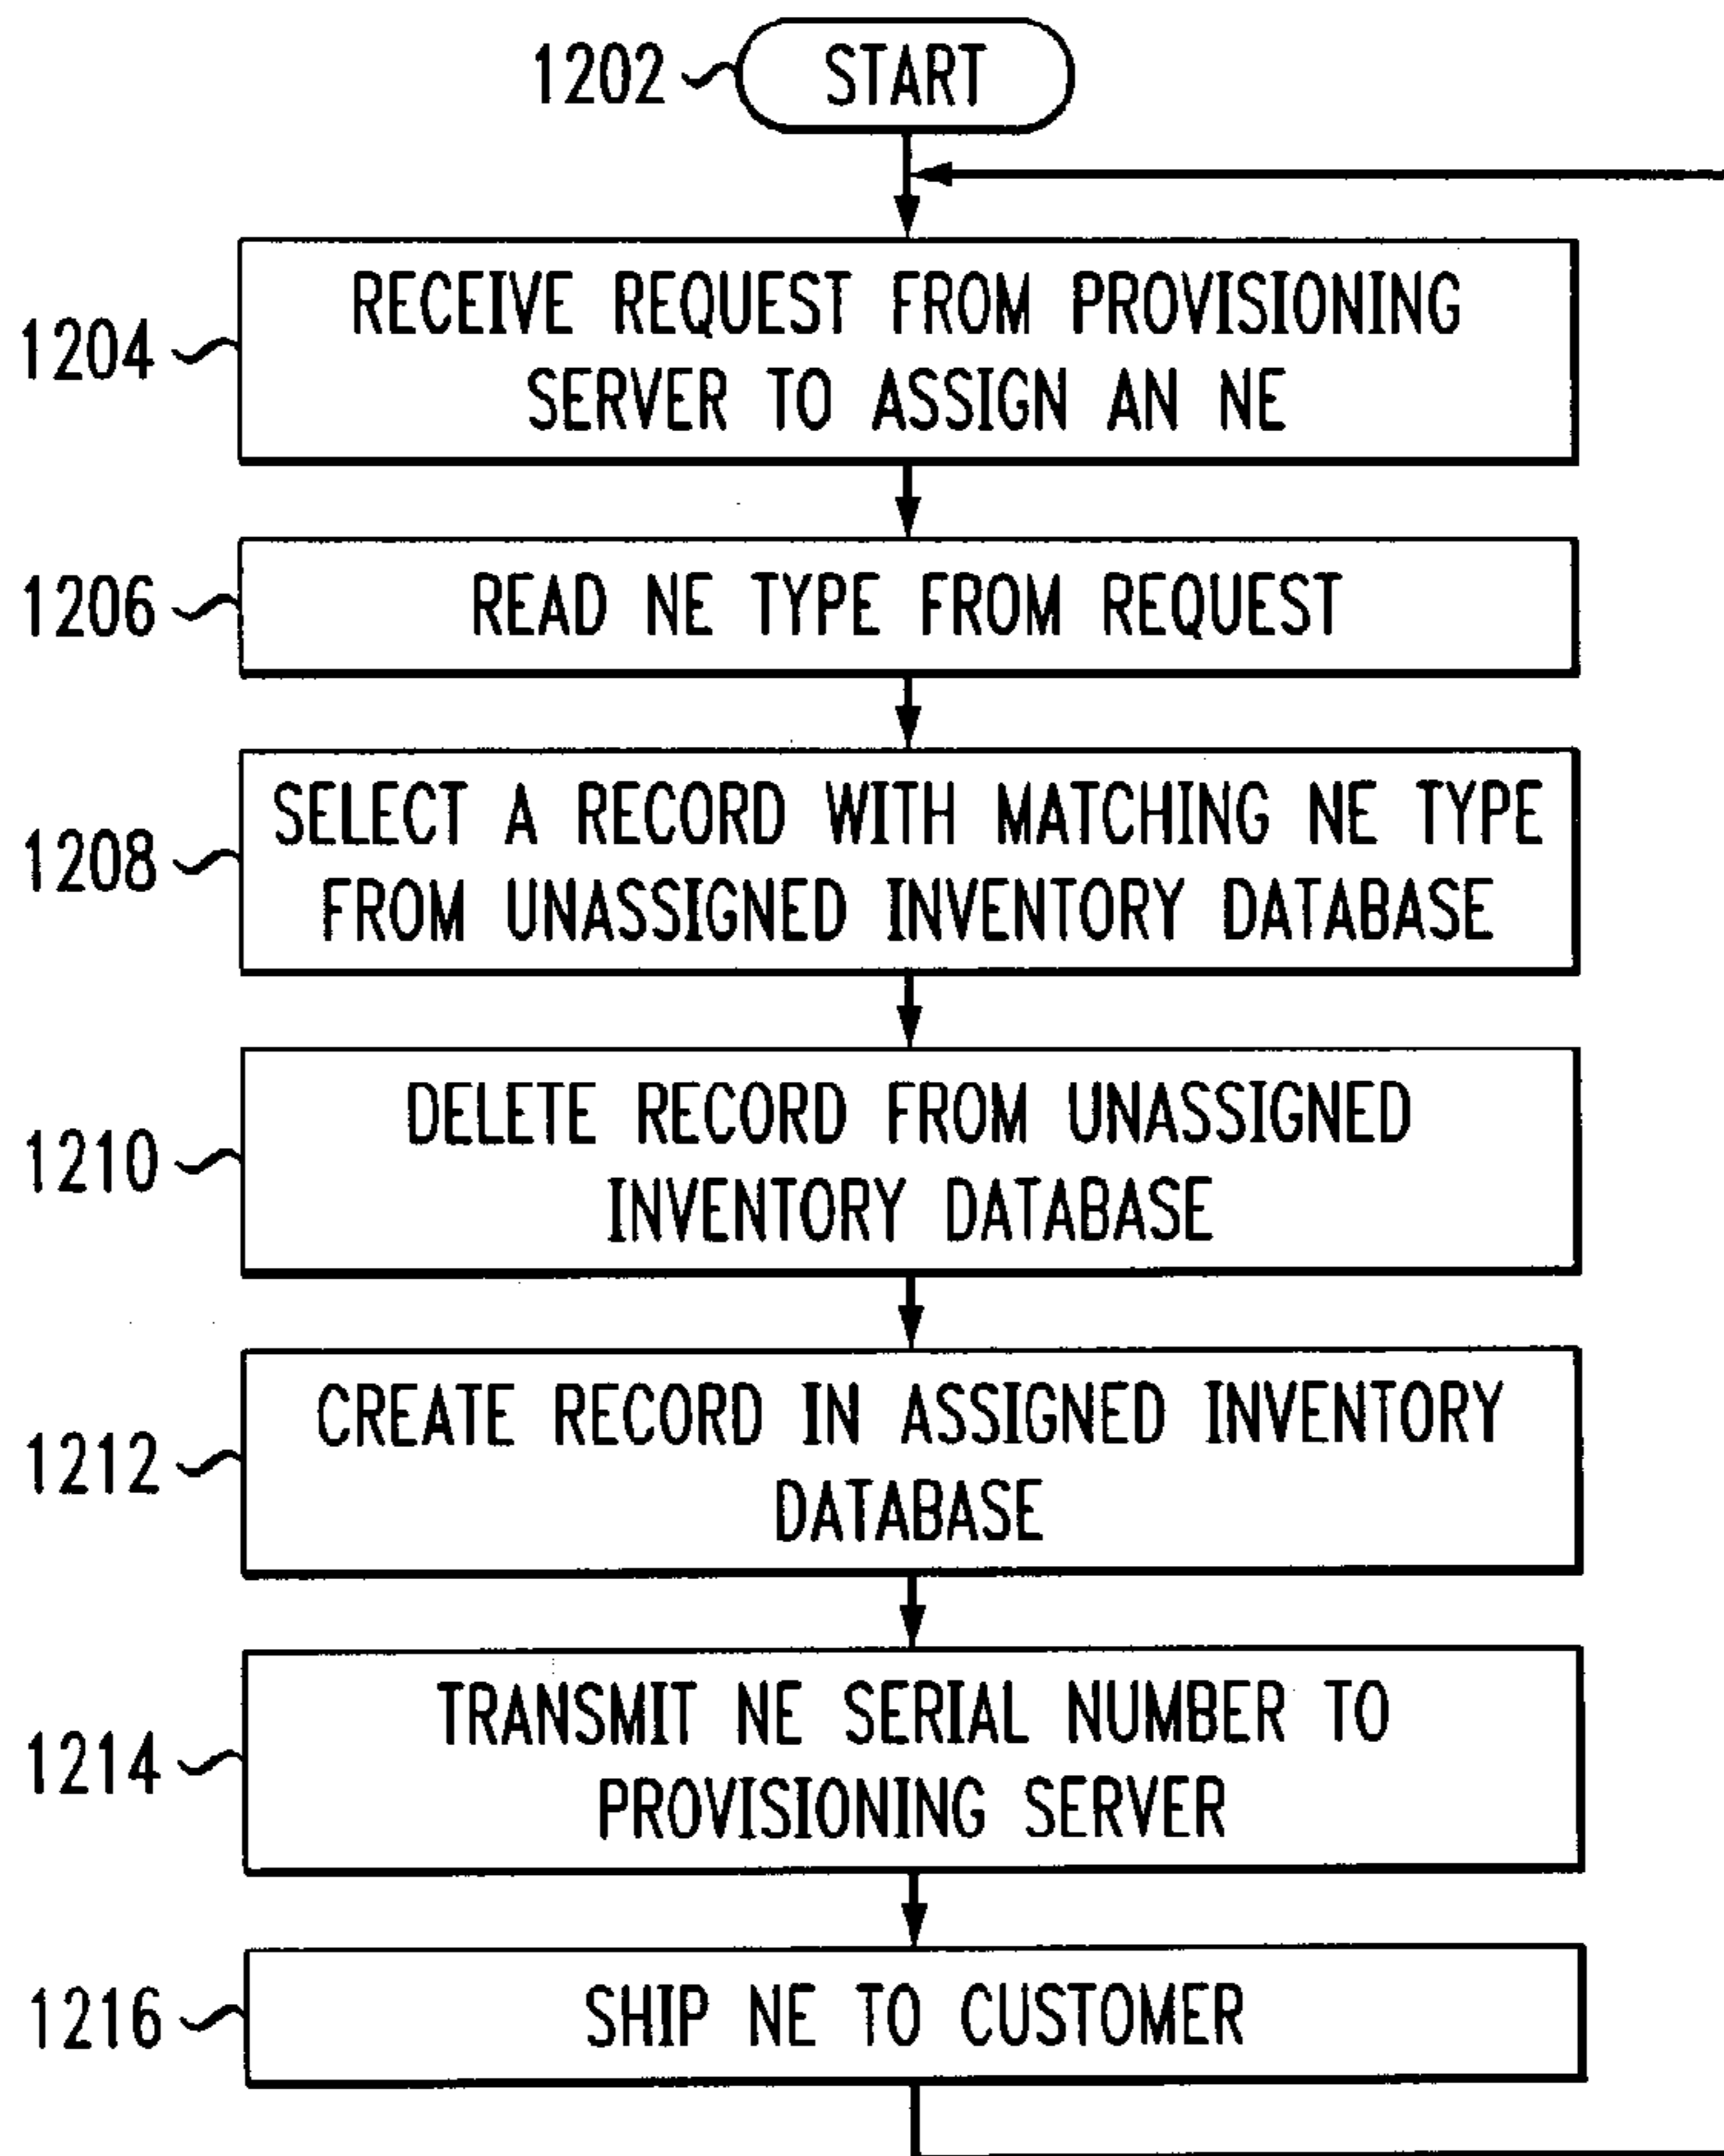 1202 START
1204 RECEIVE REQUEST FROM PROVISIONING
SERVER TO ASSIGN AN NE
1206 READ NE TYPE FROM REQUEST
1208 SELECT A RECORD WITH MATCHING NE TYPE
FROM UNASSIGNED INVENTORY DATABASE
1210 DELETE RECORD FROM UNASSIGNED
INVENTORY DATABASE
1212 CREATE RECORD IN ASSIGNED INVENTORY
DATABASE
1214 TRANSMIT NE SERIAL NUMBER TO
PROVISIONING SERVER
1216 SHIP NE TO CUSTOMER